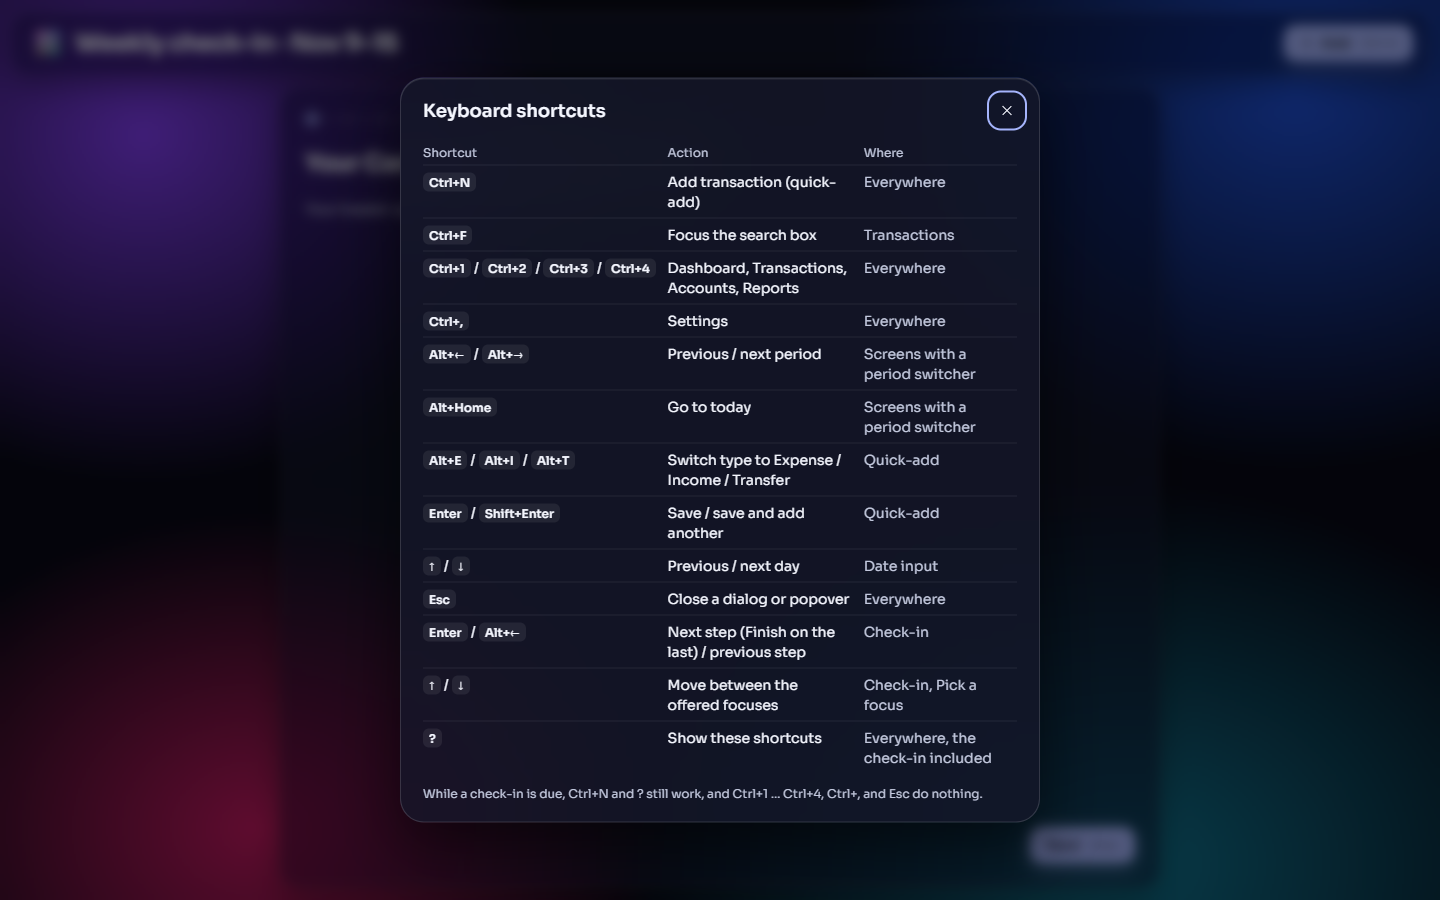 Weekly check-in · Nov 9–15
Keyboard shortcuts
Shortcut Action Where
Ctrl+N Add transaction (quick-add) Everywhere
Ctrl+F Focus the search box Transactions
Ctrl+1 / Ctrl+2 / Ctrl+3 / Ctrl+4 Dashboard, Transactions, Accounts, Reports Everywhere
Ctrl+, Settings Everywhere
Alt+← / Alt+→ Previous / next period Screens with a period switcher
Alt+Home Go to today Screens with a period switcher
Alt+E / Alt+I / Alt+T Switch type to Expense / Income / Transfer Quick-add
Enter / Shift+Enter Save / save and add another Quick-add
↑ / ↓ Previous / next day Date input
Esc Close a dialog or popover Everywhere
Enter / Alt+← Next step (Finish on the last) / previous step Check-in
↑ / ↓ Move between the offered focuses Check-in, Pick a focus
? Show these shortcuts Everywhere, the check-in included
While a check-in is due, Ctrl+N and ? still work, and Ctrl+1 … Ctrl+4, Ctrl+, and Esc do nothing.